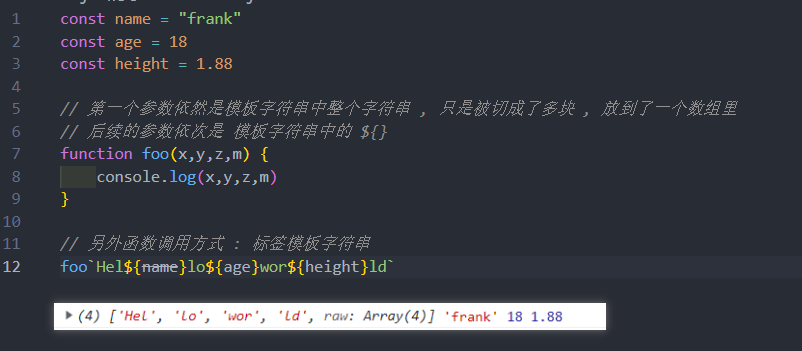 1 const name = "frank"
2 const age = 18
3 const height = 1.88
4
5 // 第一个参数依然是模板字符串中整个字符串 , 只是被切成了多块 , 放到了一个数组里
6 // 后续的参数依次是 模板字符串中的 ${}
7 function foo(x,y,z,m) {
8 console.log(x,y,z,m)
9 }
10
11 // 另外函数调用方式 : 标签模板字符串
12 foo`Hel${name}lo${age}wor${height}ld`
▶ (4) ['Hel', 'lo', 'wor', 'ld', raw: Array(4)] 'frank' 18 1.88